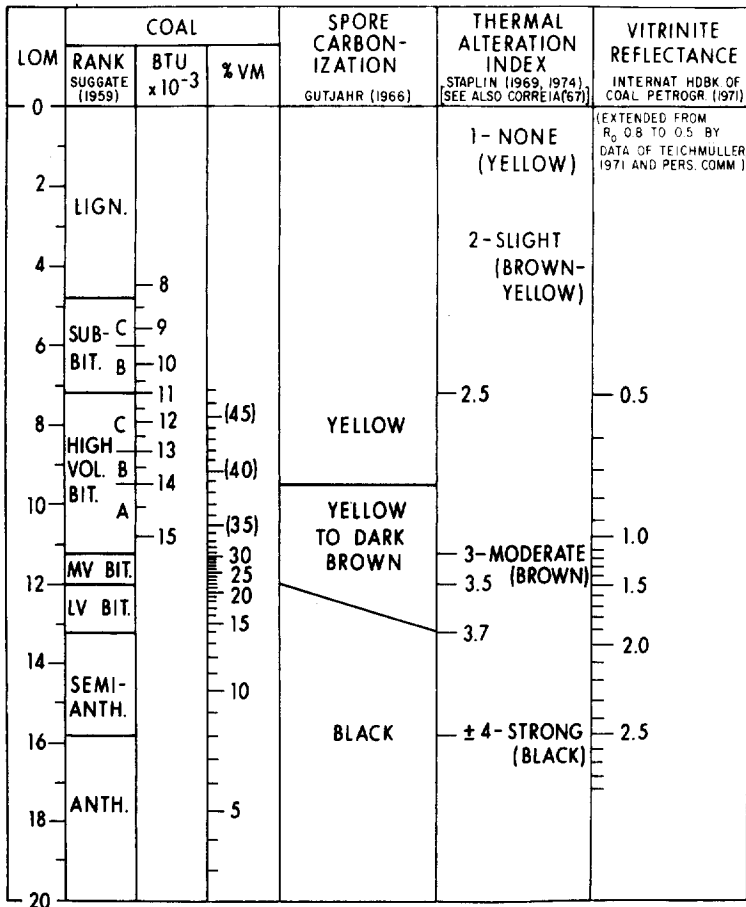 LOM
COAL
RANK
SUGGATE
(1959)
BTU
x 10-3
% VM
SPORE
CARBON-
IZATION
GUTJAHR (1966)
THERMAL
ALTERATION
INDEX
STAPLIN (1969, 1974)
[SEE ALSO CORREIA('67)]
VITRINITE
REFLECTANCE
INTERNAT. HDBK. OF
COAL PETROGR. (1971)
0
2
4
6
8
10
12
14
16
18
20
LIGN.
SUB-
BIT.
C
B
HIGH
VOL.
BIT.
C
B
A
MV BIT.
LV BIT.
SEMI-
ANTH.
ANTH.
8
9
10
11
12
13
14
15
(45)
(40)
(35)
30
25
20
15
10
5
YELLOW
YELLOW
TO DARK
BROWN
BLACK
1-NONE
(YELLOW)
2-SLIGHT
(BROWN-
YELLOW)
2.5
3-MODERATE
(BROWN)
3.5
3.7
±4-STRONG
(BLACK)
(EXTENDED FROM
Ro 0.8 TO 0.5 BY
DATA OF TEICHMULLER
1971 AND PERS. COMM.)
0.5
1.0
1.5
2.0
2.5